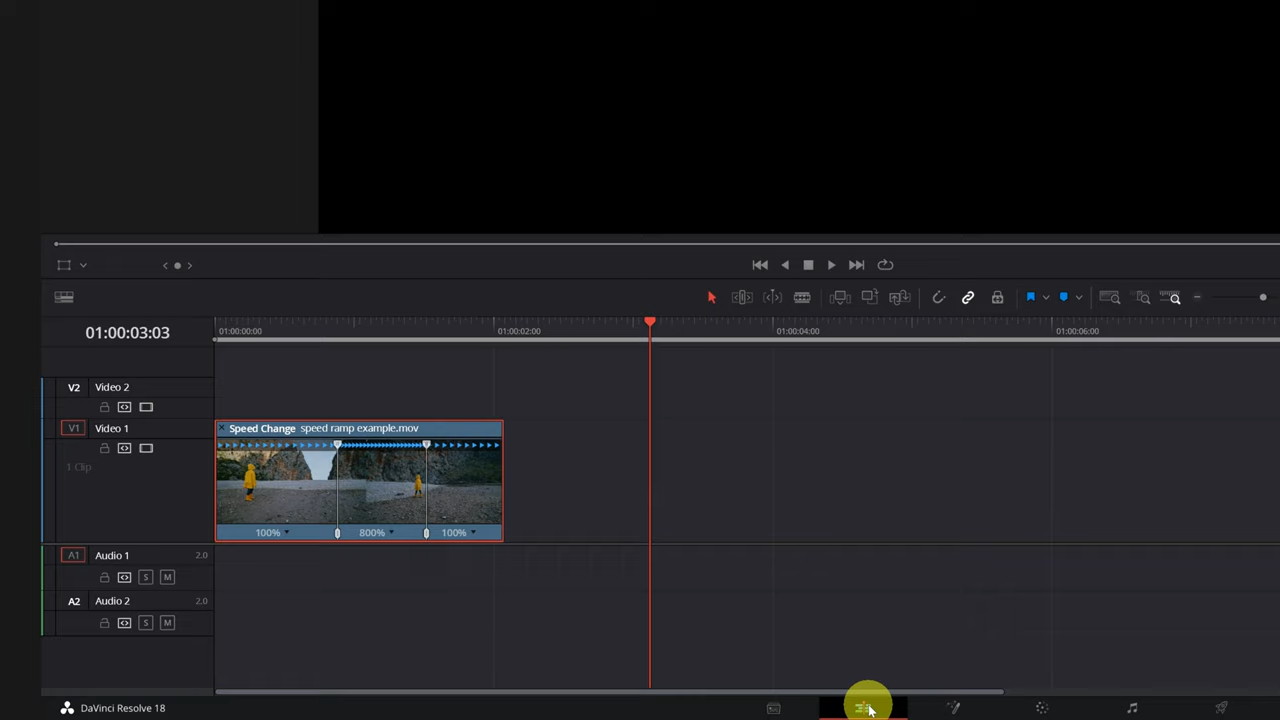 01:00:03:03
01:00:00:00
01:00:02:00
01:00:04:00
01:00:06:00
V2 Video 2
V1 Video 1
1 Clip
Speed Change speed ramp example.mov
100% 800% 100%
A1 Audio 1 2.0
S M
A2 Audio 2 2.0
S M
DaVinci Resolve 18